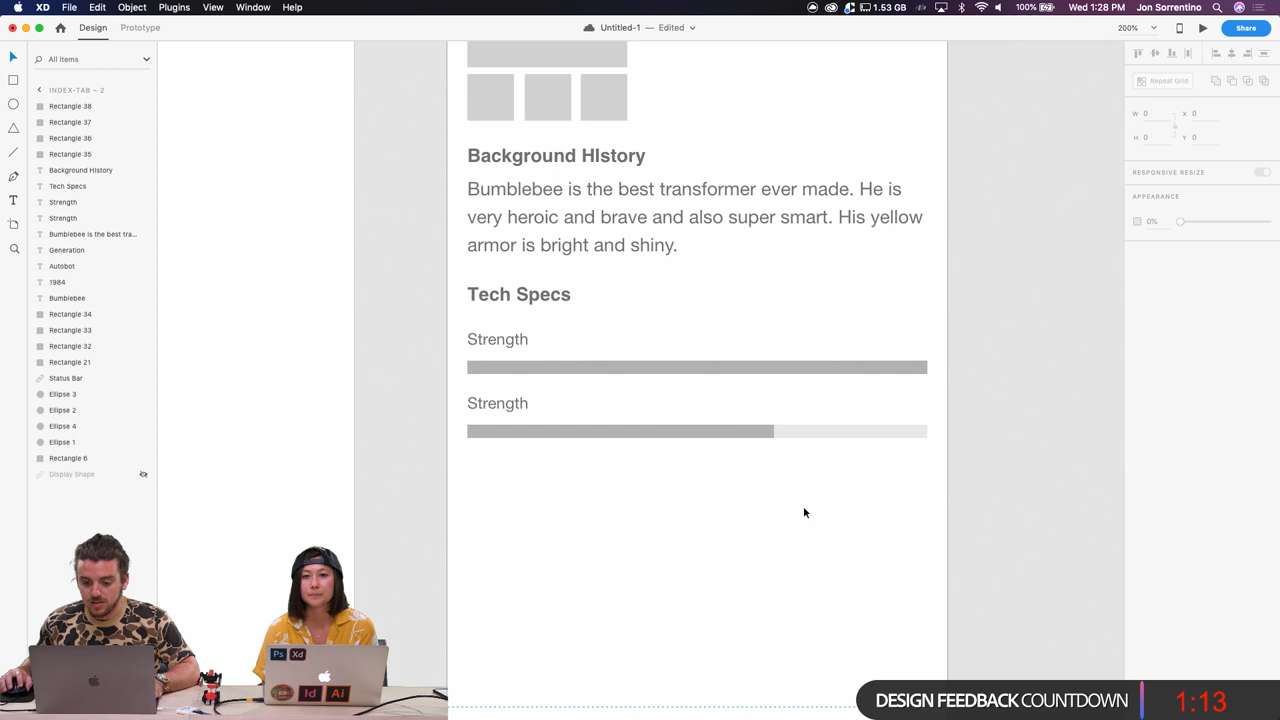 XD File Edit Object Plugins View Window Help
1.53 GB 100% Wed 1:28 PM Jon Sorrentino
Design Prototype Untitled-1 — Edited 200% Share
All Items
INDEX-TAB – 2
Rectangle 38
Rectangle 37
Rectangle 36
Rectangle 35
Background HIstory
Tech Specs
Strength
Strength
Bumblebee is the best tra...
Generation
Autobot
1984
Bumblebee
Rectangle 34
Rectangle 33
Rectangle 32
Rectangle 21
Status Bar
Ellipse 3
Ellipse 2
Ellipse 4
Ellipse 1
Rectangle 6
Display Shape
Background HIstory
Bumblebee is the best transformer ever made. He is
very heroic and brave and also super smart. His yellow
armor is bright and shiny.
Tech Specs
Strength
Strength
Repeat Grid
W 0 X 0
H 0 Y 0
RESPONSIVE RESIZE
APPEARANCE
0%
Ps Xd
Id Ai
DESIGN FEEDBACK COUNTDOWN 1:13